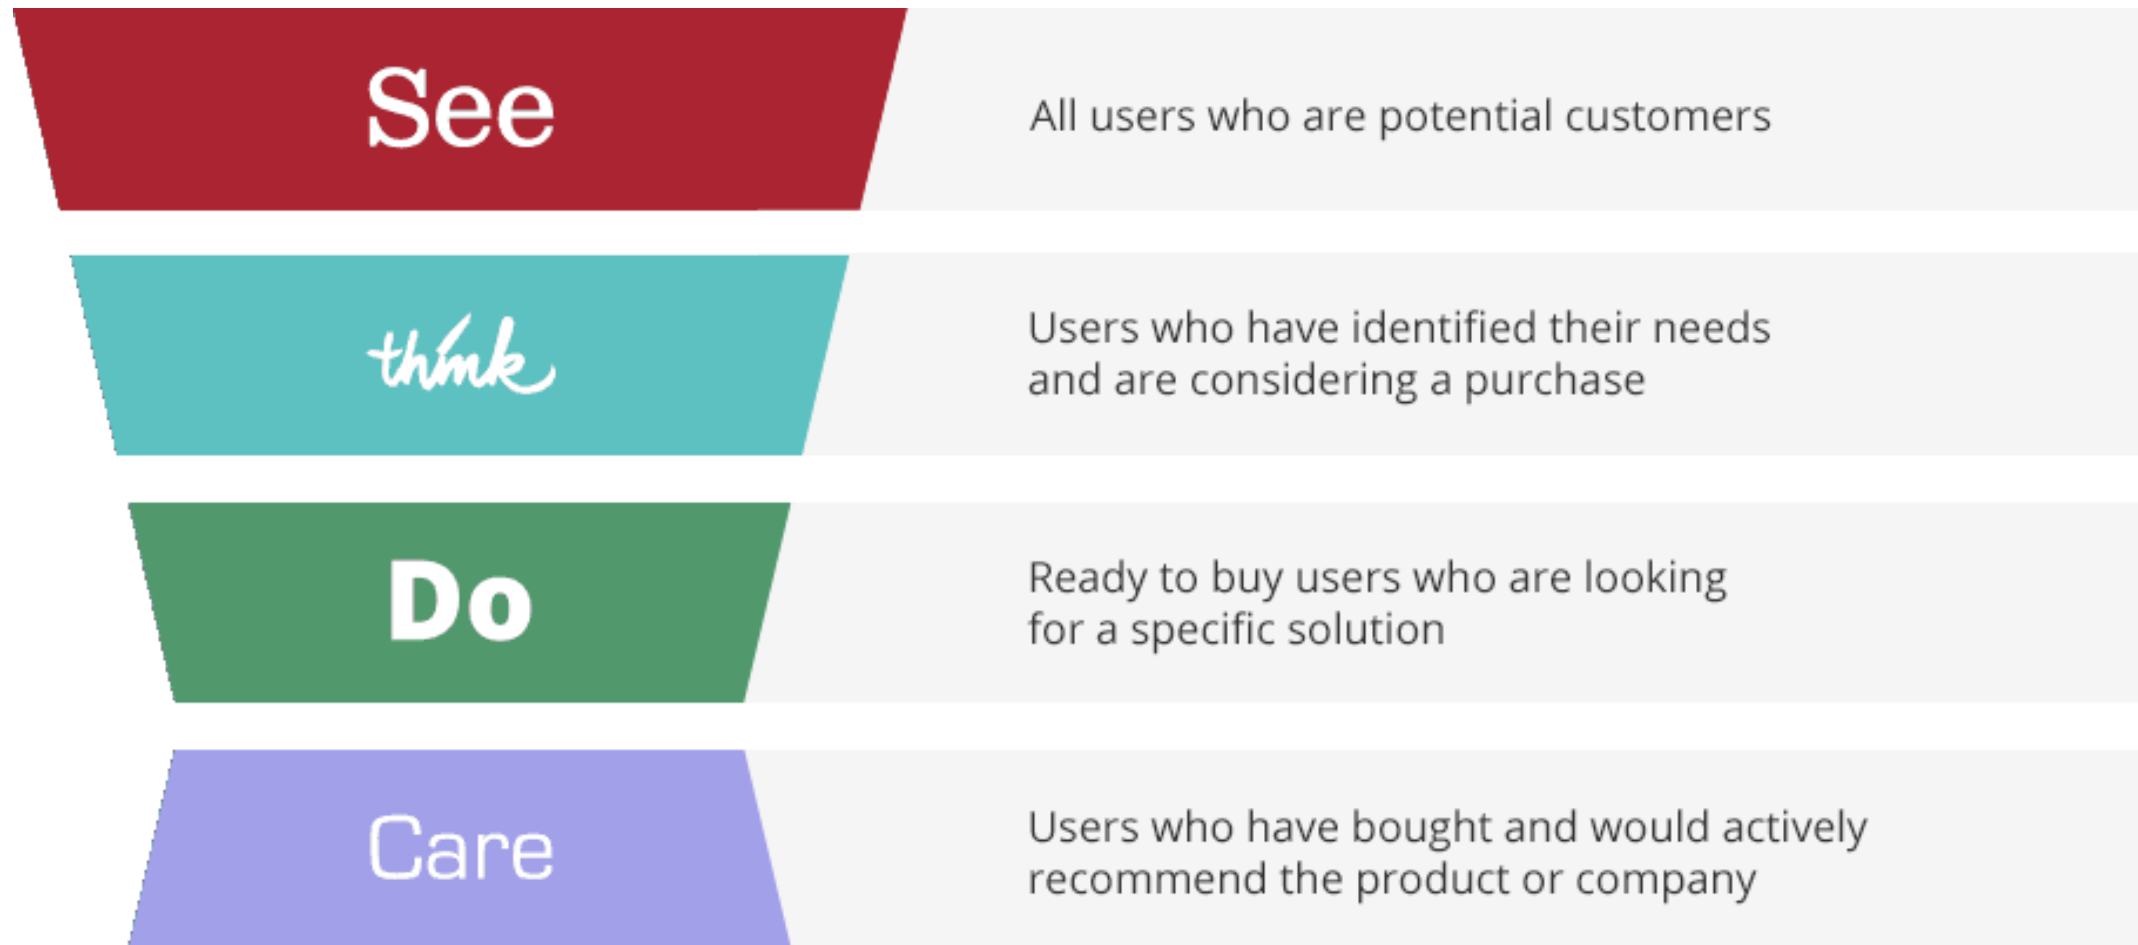 See
All users who are potential customers
think
Users who have identified their needs
and are considering a purchase
Do
Ready to buy users who are looking
for a specific solution
Care
Users who have bought and would actively
recommend the product or company